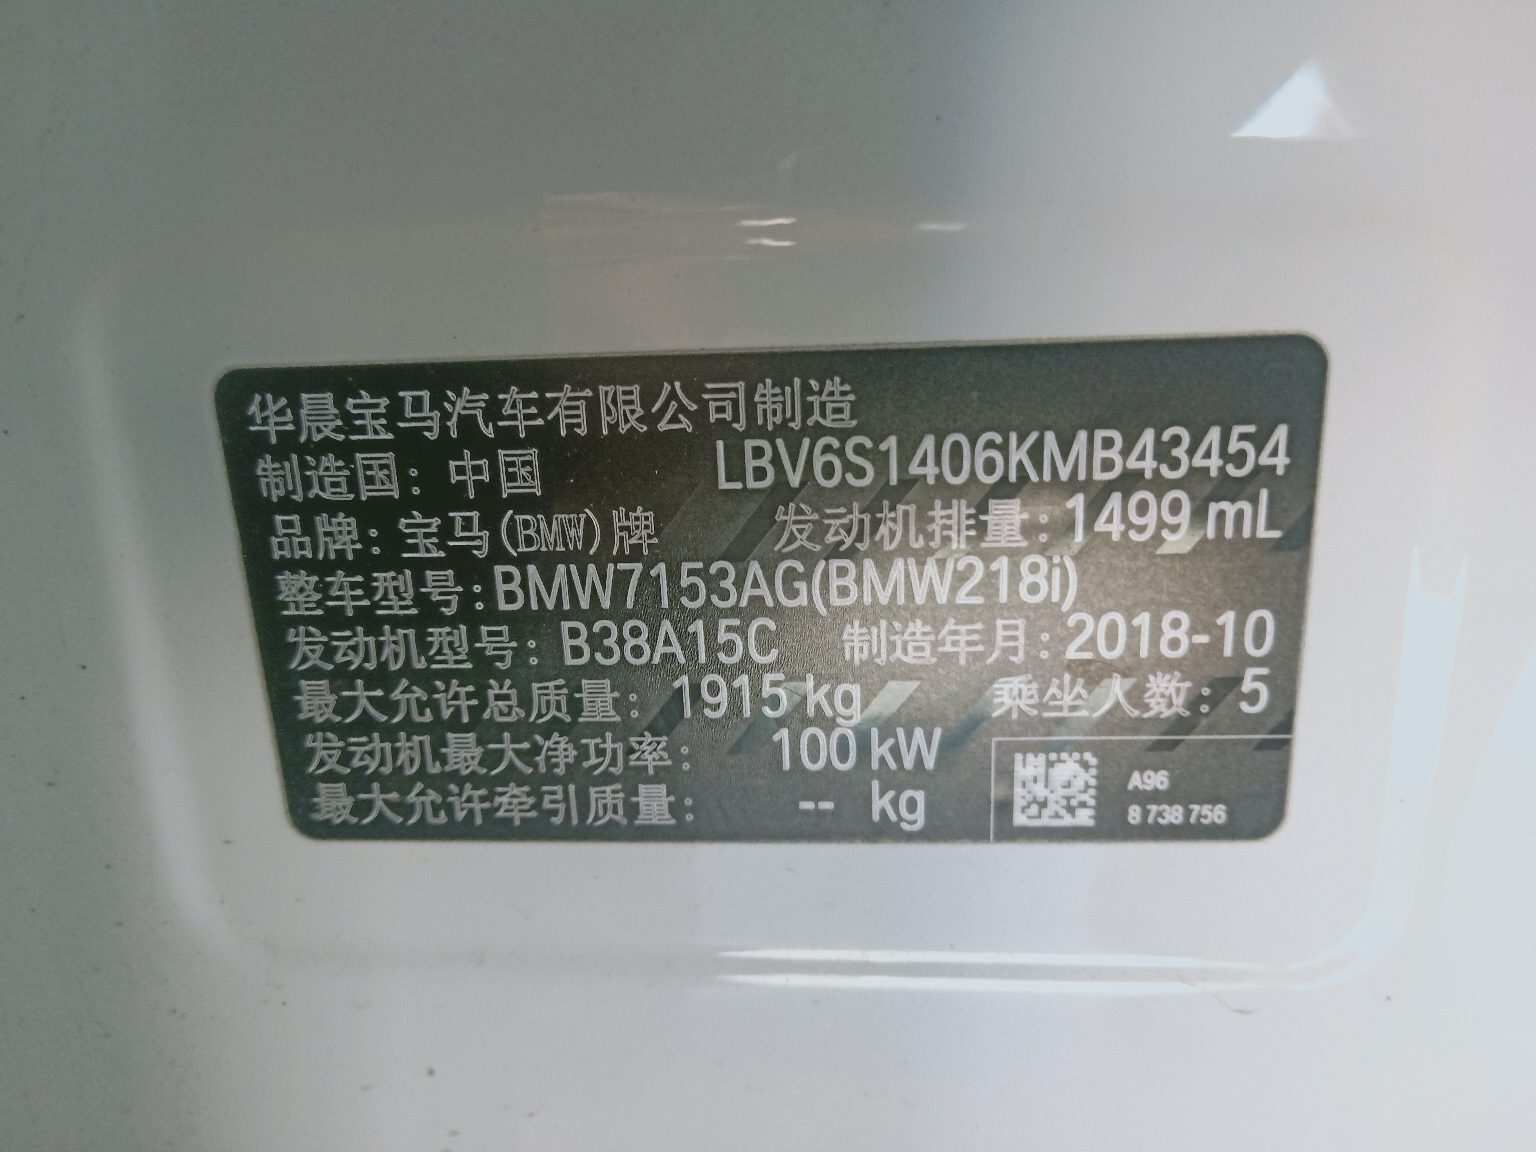 华晨宝马汽车有限公司制造
制造国：中国 LBV6S1406KMB43454
品牌：宝马(BMW)牌 发动机排量：1499 mL
整车型号：BMW7153AG(BMW218i)
发动机型号：B38A15C 制造年月：2018-10
最大允许总质量：1915 kg 乘坐人数：5
发动机最大净功率： 100 kW
最大允许牵引质量： -- kg
A96
8 738 756